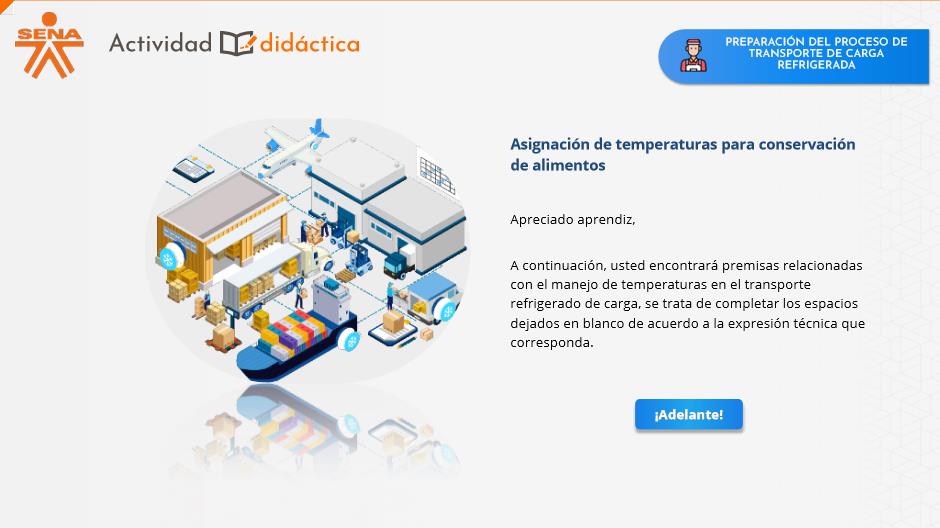 SENA
Actividad didáctica
PREPARACIÓN DEL PROCESO DE
TRANSPORTE DE CARGA
REFRIGERADA
Asignación de temperaturas para conservación
de alimentos
Apreciado aprendiz,
A continuación, usted encontrará premisas relacionadas
con el manejo de temperaturas en el transporte
refrigerado de carga, se trata de completar los espacios
dejados en blanco de acuerdo a la expresión técnica que
corresponda.
¡Adelante!